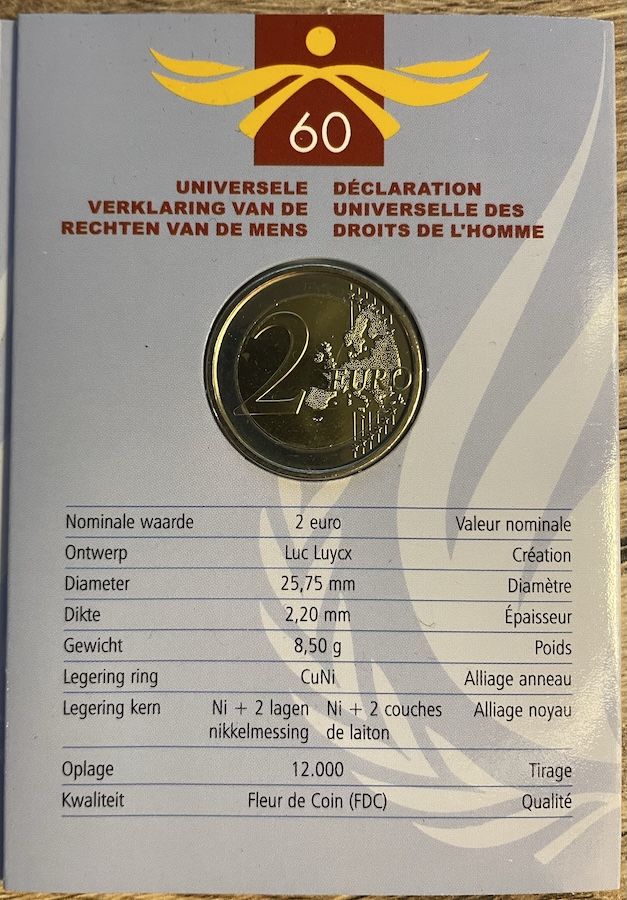 60
UNIVERSELE DÉCLARATION
VERKLARING VAN DE UNIVERSELLE DES
RECHTEN VAN DE MENS DROITS DE L'HOMME
2 EURO
Nominale waarde 2 euro Valeur nominale
Ontwerp Luc Luycx Création
Diameter 25,75 mm Diamètre
Dikte 2,20 mm Épaisseur
Gewicht 8,50 g Poids
Legering ring CuNi Alliage anneau
Legering kern Ni + 2 lagen Ni + 2 couches Alliage noyau
nikkelmessing de laiton
Oplage 12.000 Tirage
Kwaliteit Fleur de Coin (FDC) Qualité